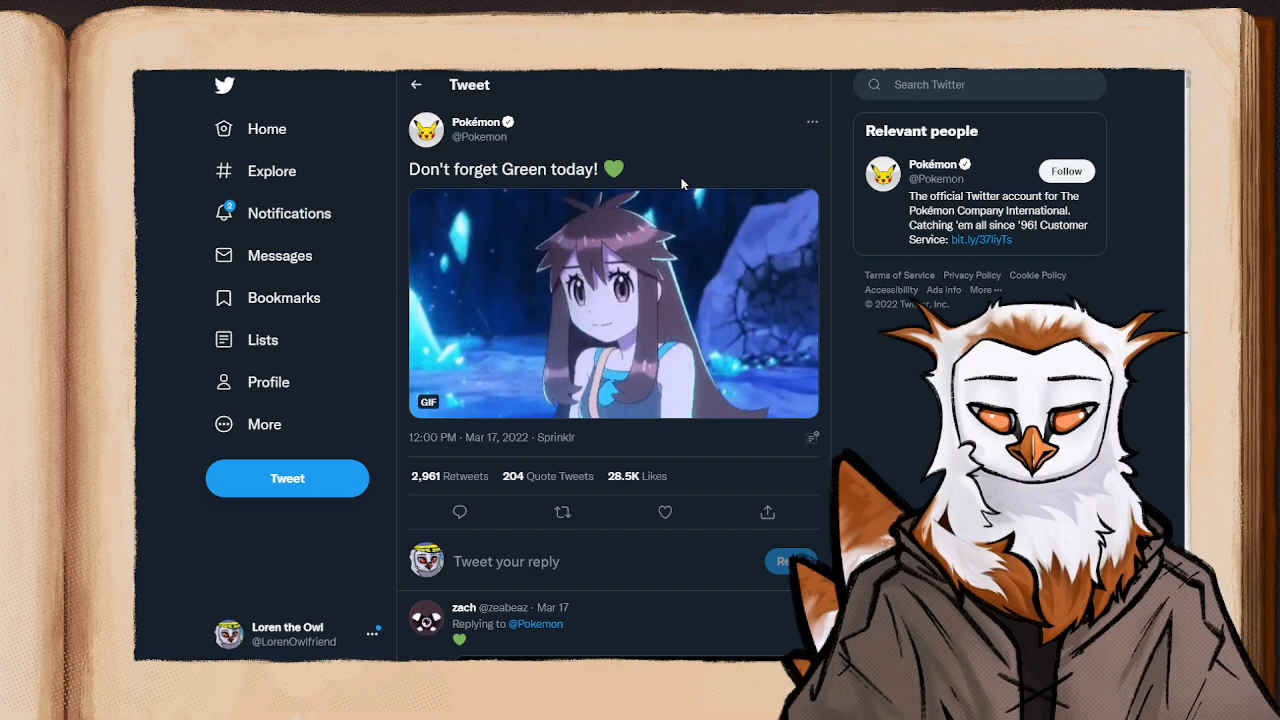 Home
Explore
2
Notifications
Messages
Bookmarks
Lists
Profile
More
Tweet
Loren the Owl
@LorenOwlfriend
Tweet
Pokémon
@Pokemon
Don't forget Green today! 💚
GIF
12:00 PM · Mar 17, 2022 · Sprinklr
2,961 Retweets 204 Quote Tweets 28.5K Likes
Tweet your reply
zach @zeabeaz · Mar 17
Replying to @Pokemon
💚
Search Twitter
Relevant people
Pokémon
@Pokemon
Follow
The official Twitter account for The
Pokémon Company International.
Catching 'em all since '96! Customer
Service: bit.ly/37IiyTs
Terms of Service Privacy Policy Cookie Policy
Accessibility Ads info More ···
© 2022 Inc.